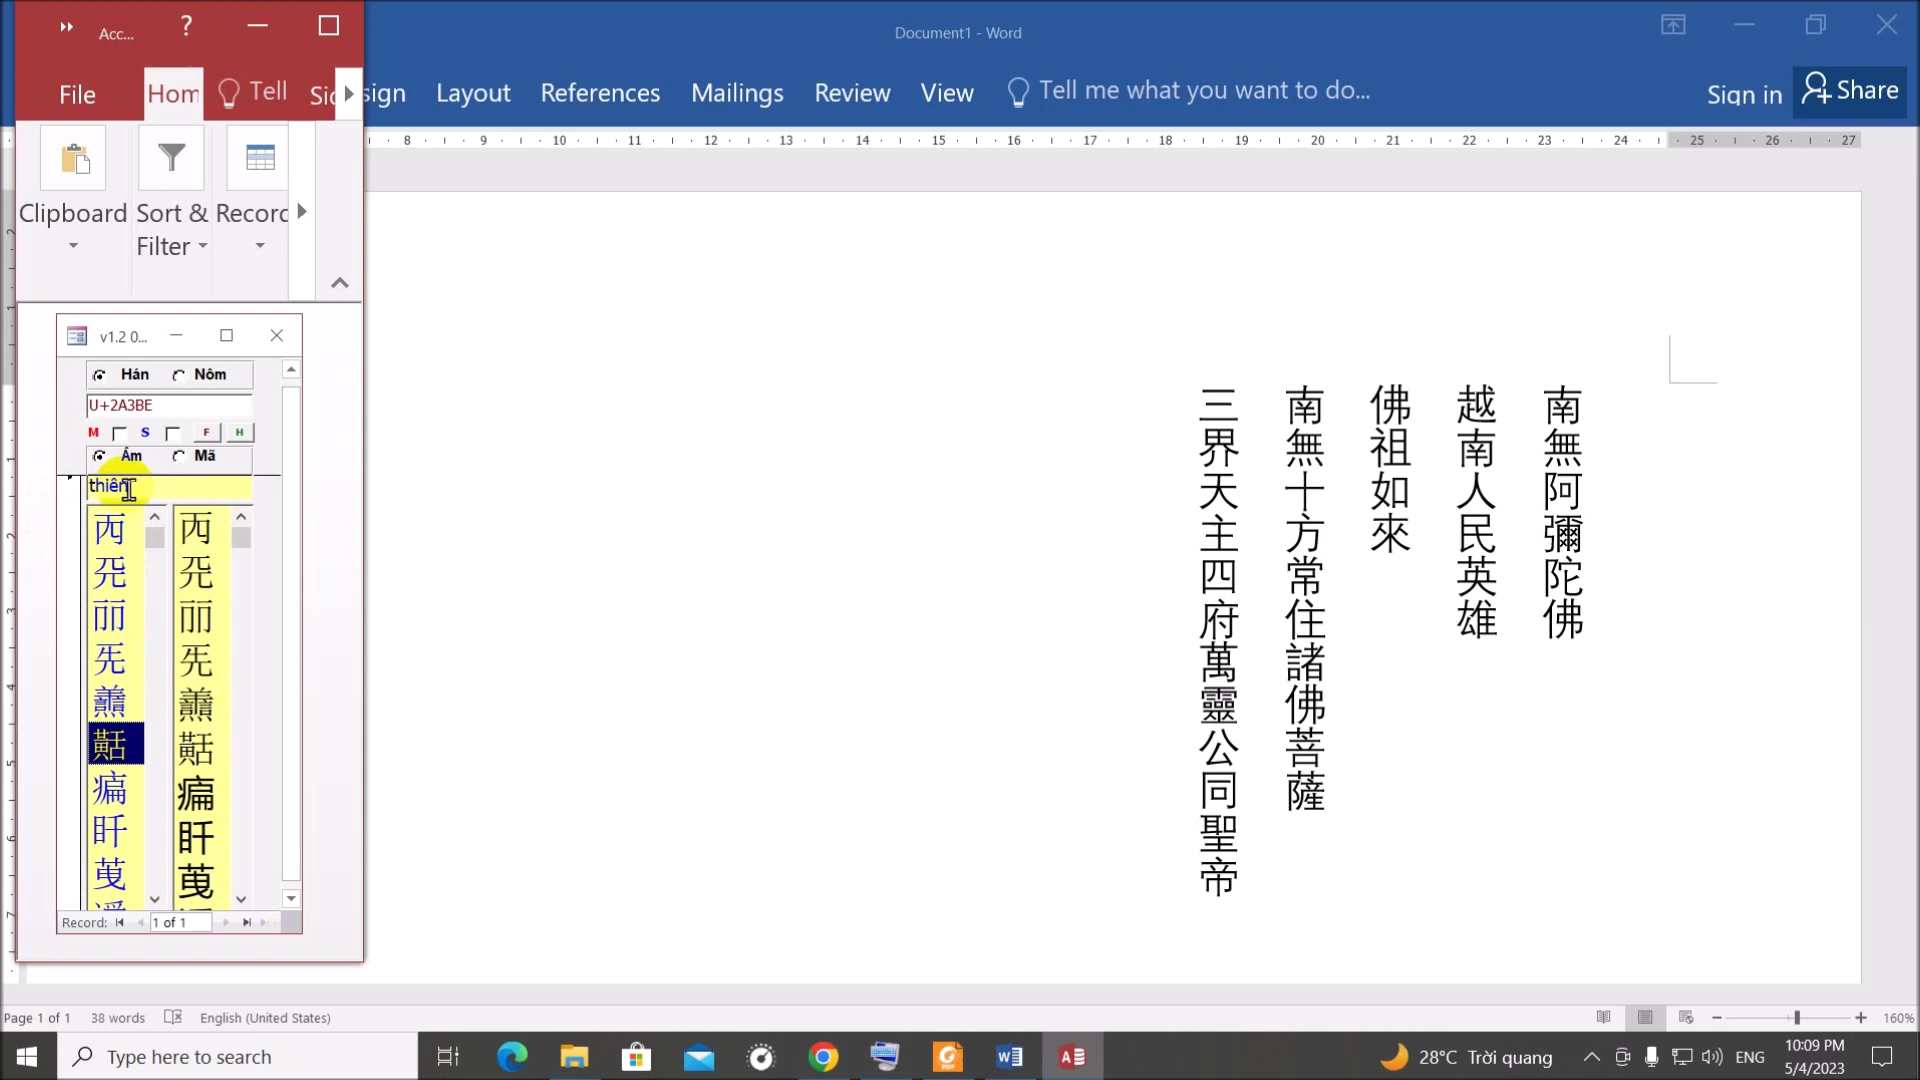 Acc...
?
File
Hom
Tell
Sid
Clipboard
Sort &
Filter
Record
Document1 - Word
sign
Layout
References
Mailings
Review
View
Tell me what you want to do...
Sign in
Share
8 9 10 11 12 13 14 15 16 17 18 19 20 21 22 23 24 25 26 27
v1.2 0...
Hán
Nôm
U+2A3BE
M
S
F
H
Âm
Mã
thiên
Record:
1 of 1
南無阿彌陀佛
越南人民英雄
佛祖如來
南無十方常住諸佛菩薩
三界天主四府萬靈公同聖帝
Page 1 of 1
38 words
English (United States)
160%
Type here to search
28°C Trời quang
ENG
10:09 PM
5/4/2023